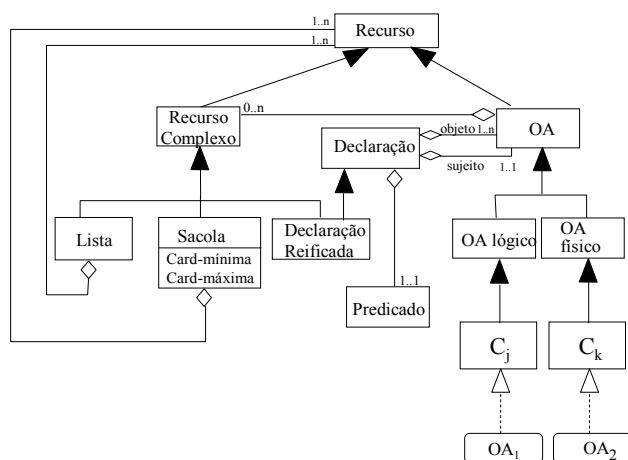 1..n
Recurso
1..n
0..n
Recurso
Complexo
Declaração
objeto
1..n
OA
sujeito
1..1
Lista
Sacola
Card-mínima
Card-máxima
Declaração
Reificada
OA lógico
OA
físico
1..1
Predicado
Cj
Ck
OA1
OA2